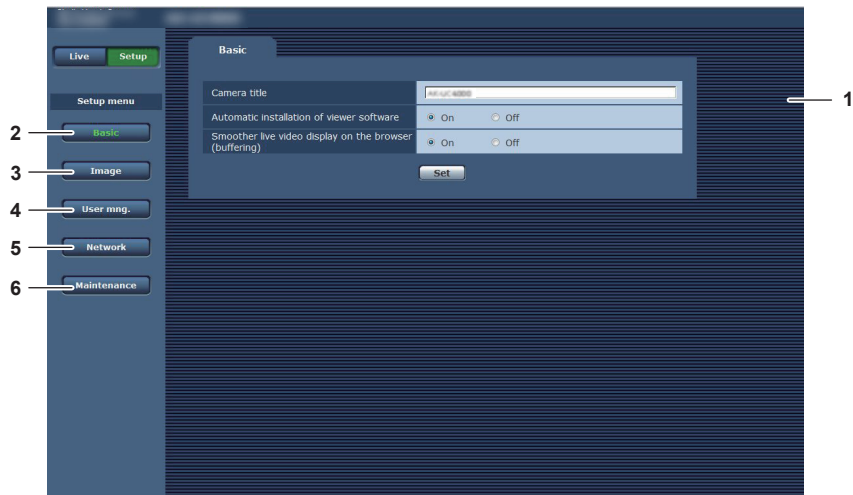 Live Setup
Basic
Camera title
Automatic installation of viewer software On Off
Smoother live video display on the browser
(buffering) On Off
Set
Setup menu
Basic
Image
User mng.
Network
Maintenance
1
2
3
4
5
6